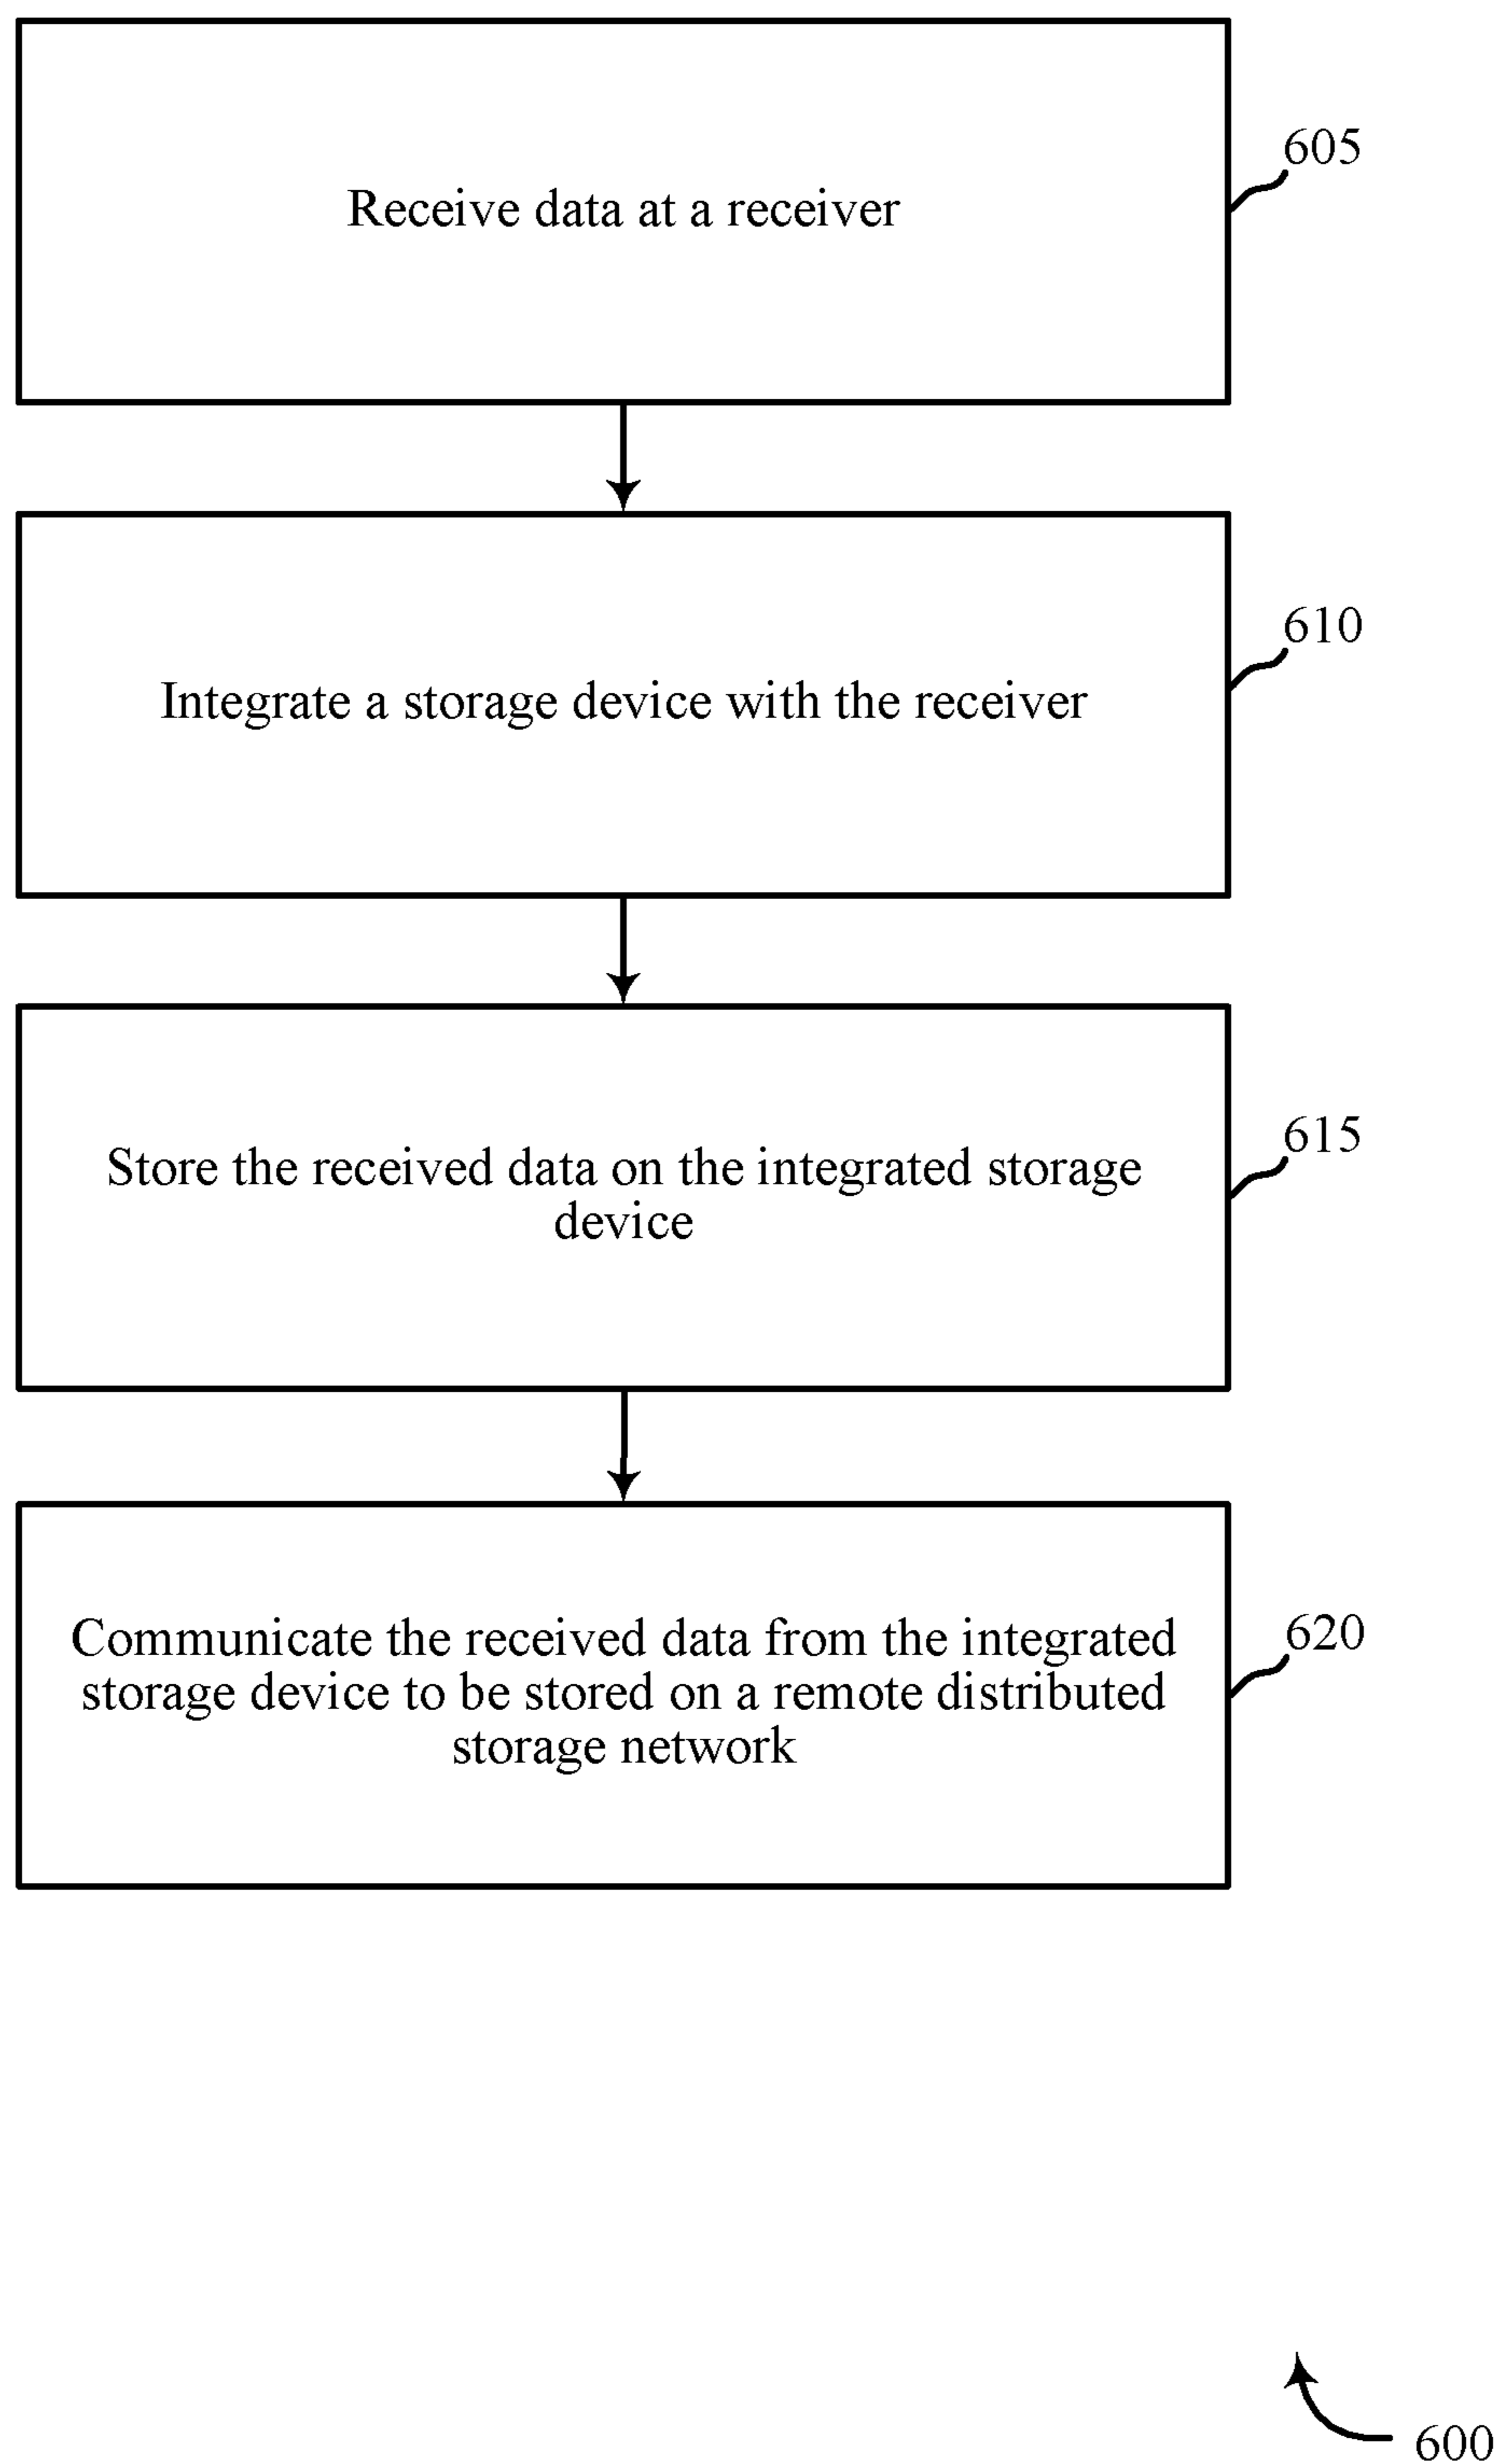 Receive data at a receiver
605
Integrate a storage device with the receiver
610
Store the received data on the integrated storage
device
615
Communicate the received data from the integrated
storage device to be stored on a remote distributed
storage network
620
600